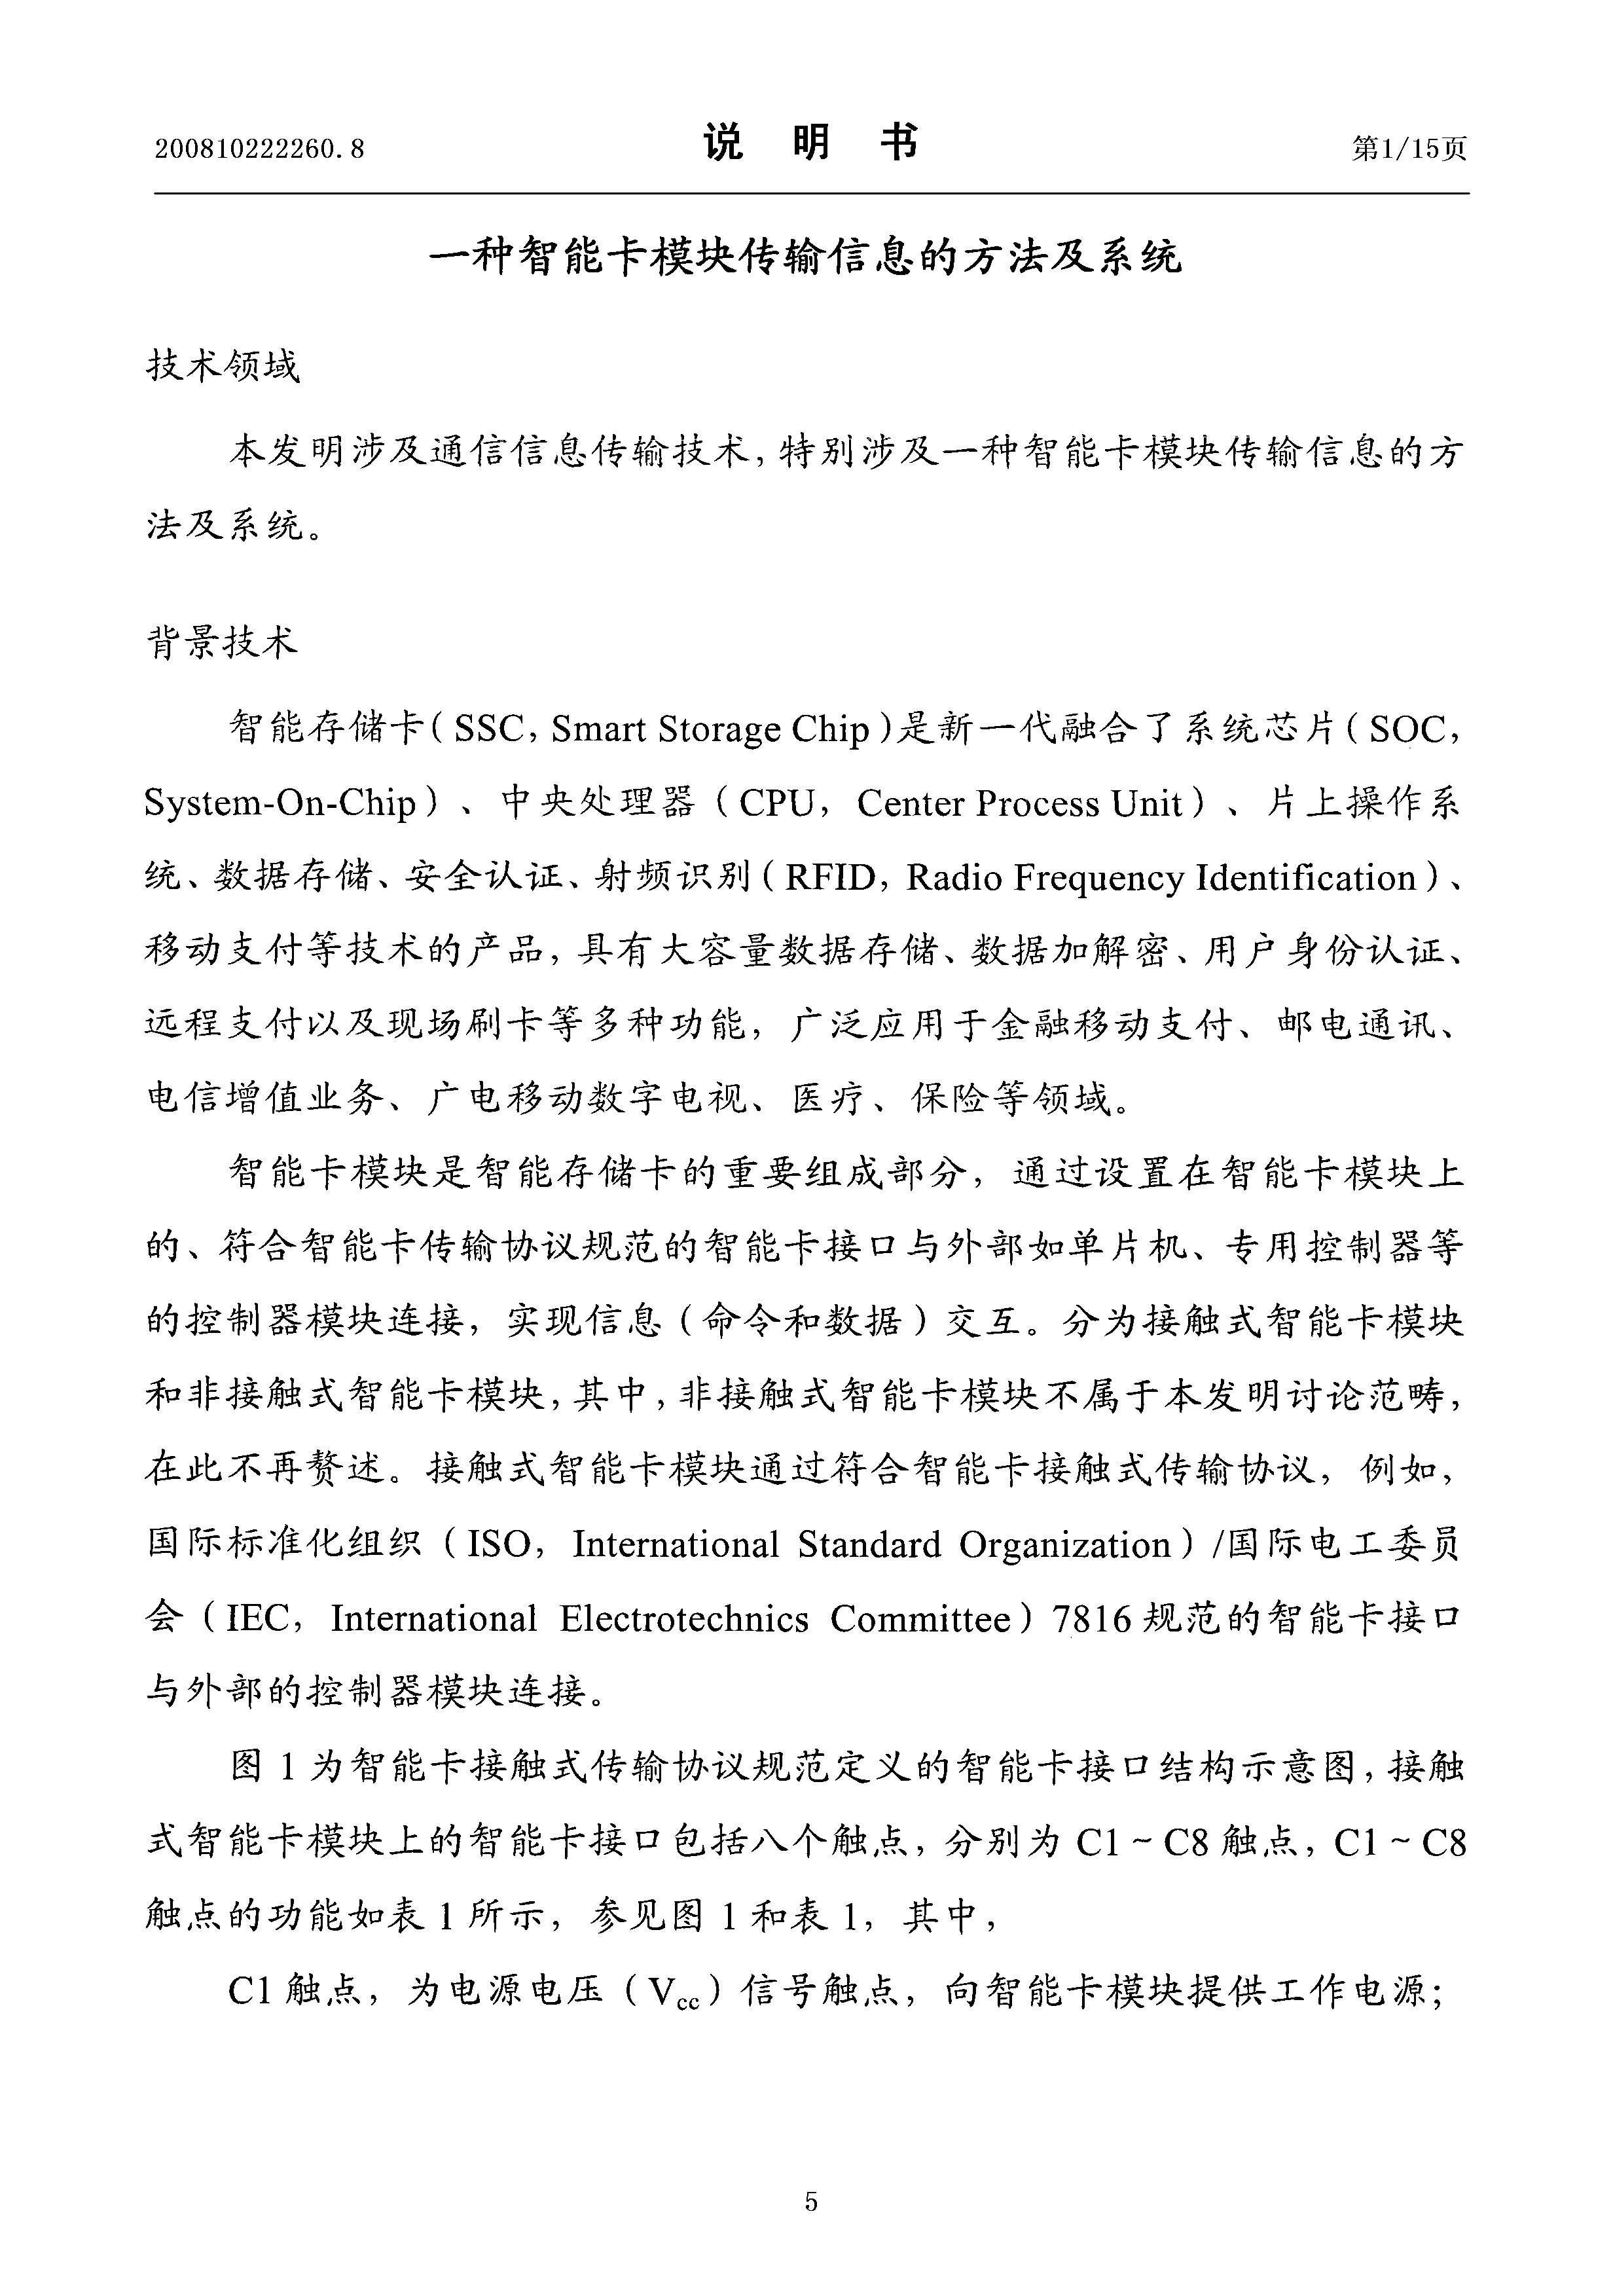 200810222260.8 说 明 书 第1/15页
一种智能卡模块传输信息的方法及系统
技术领域
本发明涉及通信信息传输技术,特别涉及一种智能卡模块传输信息的方
法及系统。
背景技术
智能存储卡(SSC, Smart Storage Chip)是新一代融合了系统芯片(SOC,
System-On-Chip)、中央处理器(CPU, Center Process Unit)、片上操作系
统、数据存储、安全认证、射频识别(RFID, Radio Frequency Identification)、
移动支付等技术的产品,具有大容量数据存储、数据加解密、用户身份认证、
远程支付以及现场刷卡等多种功能,广泛应用于金融移动支付、邮电通讯、
电信增值业务、广电移动数字电视、医疗、保险等领域。
智能卡模块是智能存储卡的重要组成部分,通过设置在智能卡模块上
的、符合智能卡传输协议规范的智能卡接口与外部如单片机、专用控制器等
的控制器模块连接,实现信息(命令和数据)交互。分为接触式智能卡模块
和非接触式智能卡模块,其中,非接触式智能卡模块不属于本发明讨论范畴,
在此不再赘述。接触式智能卡模块通过符合智能卡接触式传输协议,例如,
国际标准化组织(ISO, International Standard Organization)/国际电工委员
会(IEC, International Electrotechnics Committee)7816规范的智能卡接口
与外部的控制器模块连接。
图 1 为智能卡接触式传输协议规范定义的智能卡接口结构示意图,接触
式智能卡模块上的智能卡接口包括八个触点,分别为 C1~C8 触点,C1~C8
触点的功能如表 1 所示,参见图 1 和表 1,其中,
C1 触点,为电源电压(Vcc)信号触点,向智能卡模块提供工作电源;
5